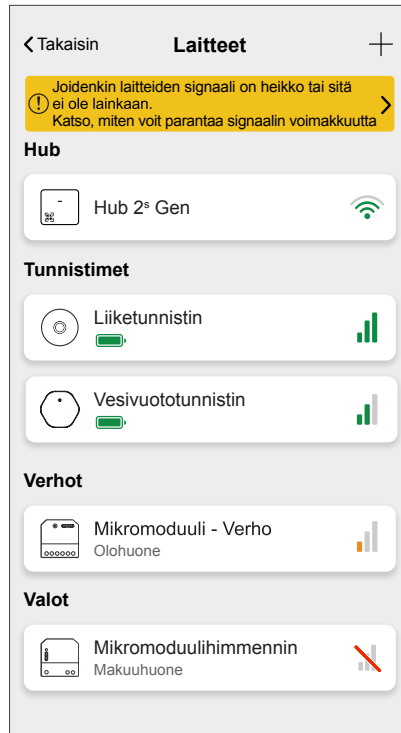 Takaisin
Laitteet
Joidenkin laitteiden signaali on heikko tai sitä
ei ole lainkaan.
Katso, miten voit parantaa signaalin voimakkuutta
Hub
Hub 2ˢ Gen
Tunnistimet
Liiketunnistin
Vesivuototunnistin
Verhot
Mikromoduuli - Verho
Olohuone
Valot
Mikromoduulihimmennin
Makuuhuone